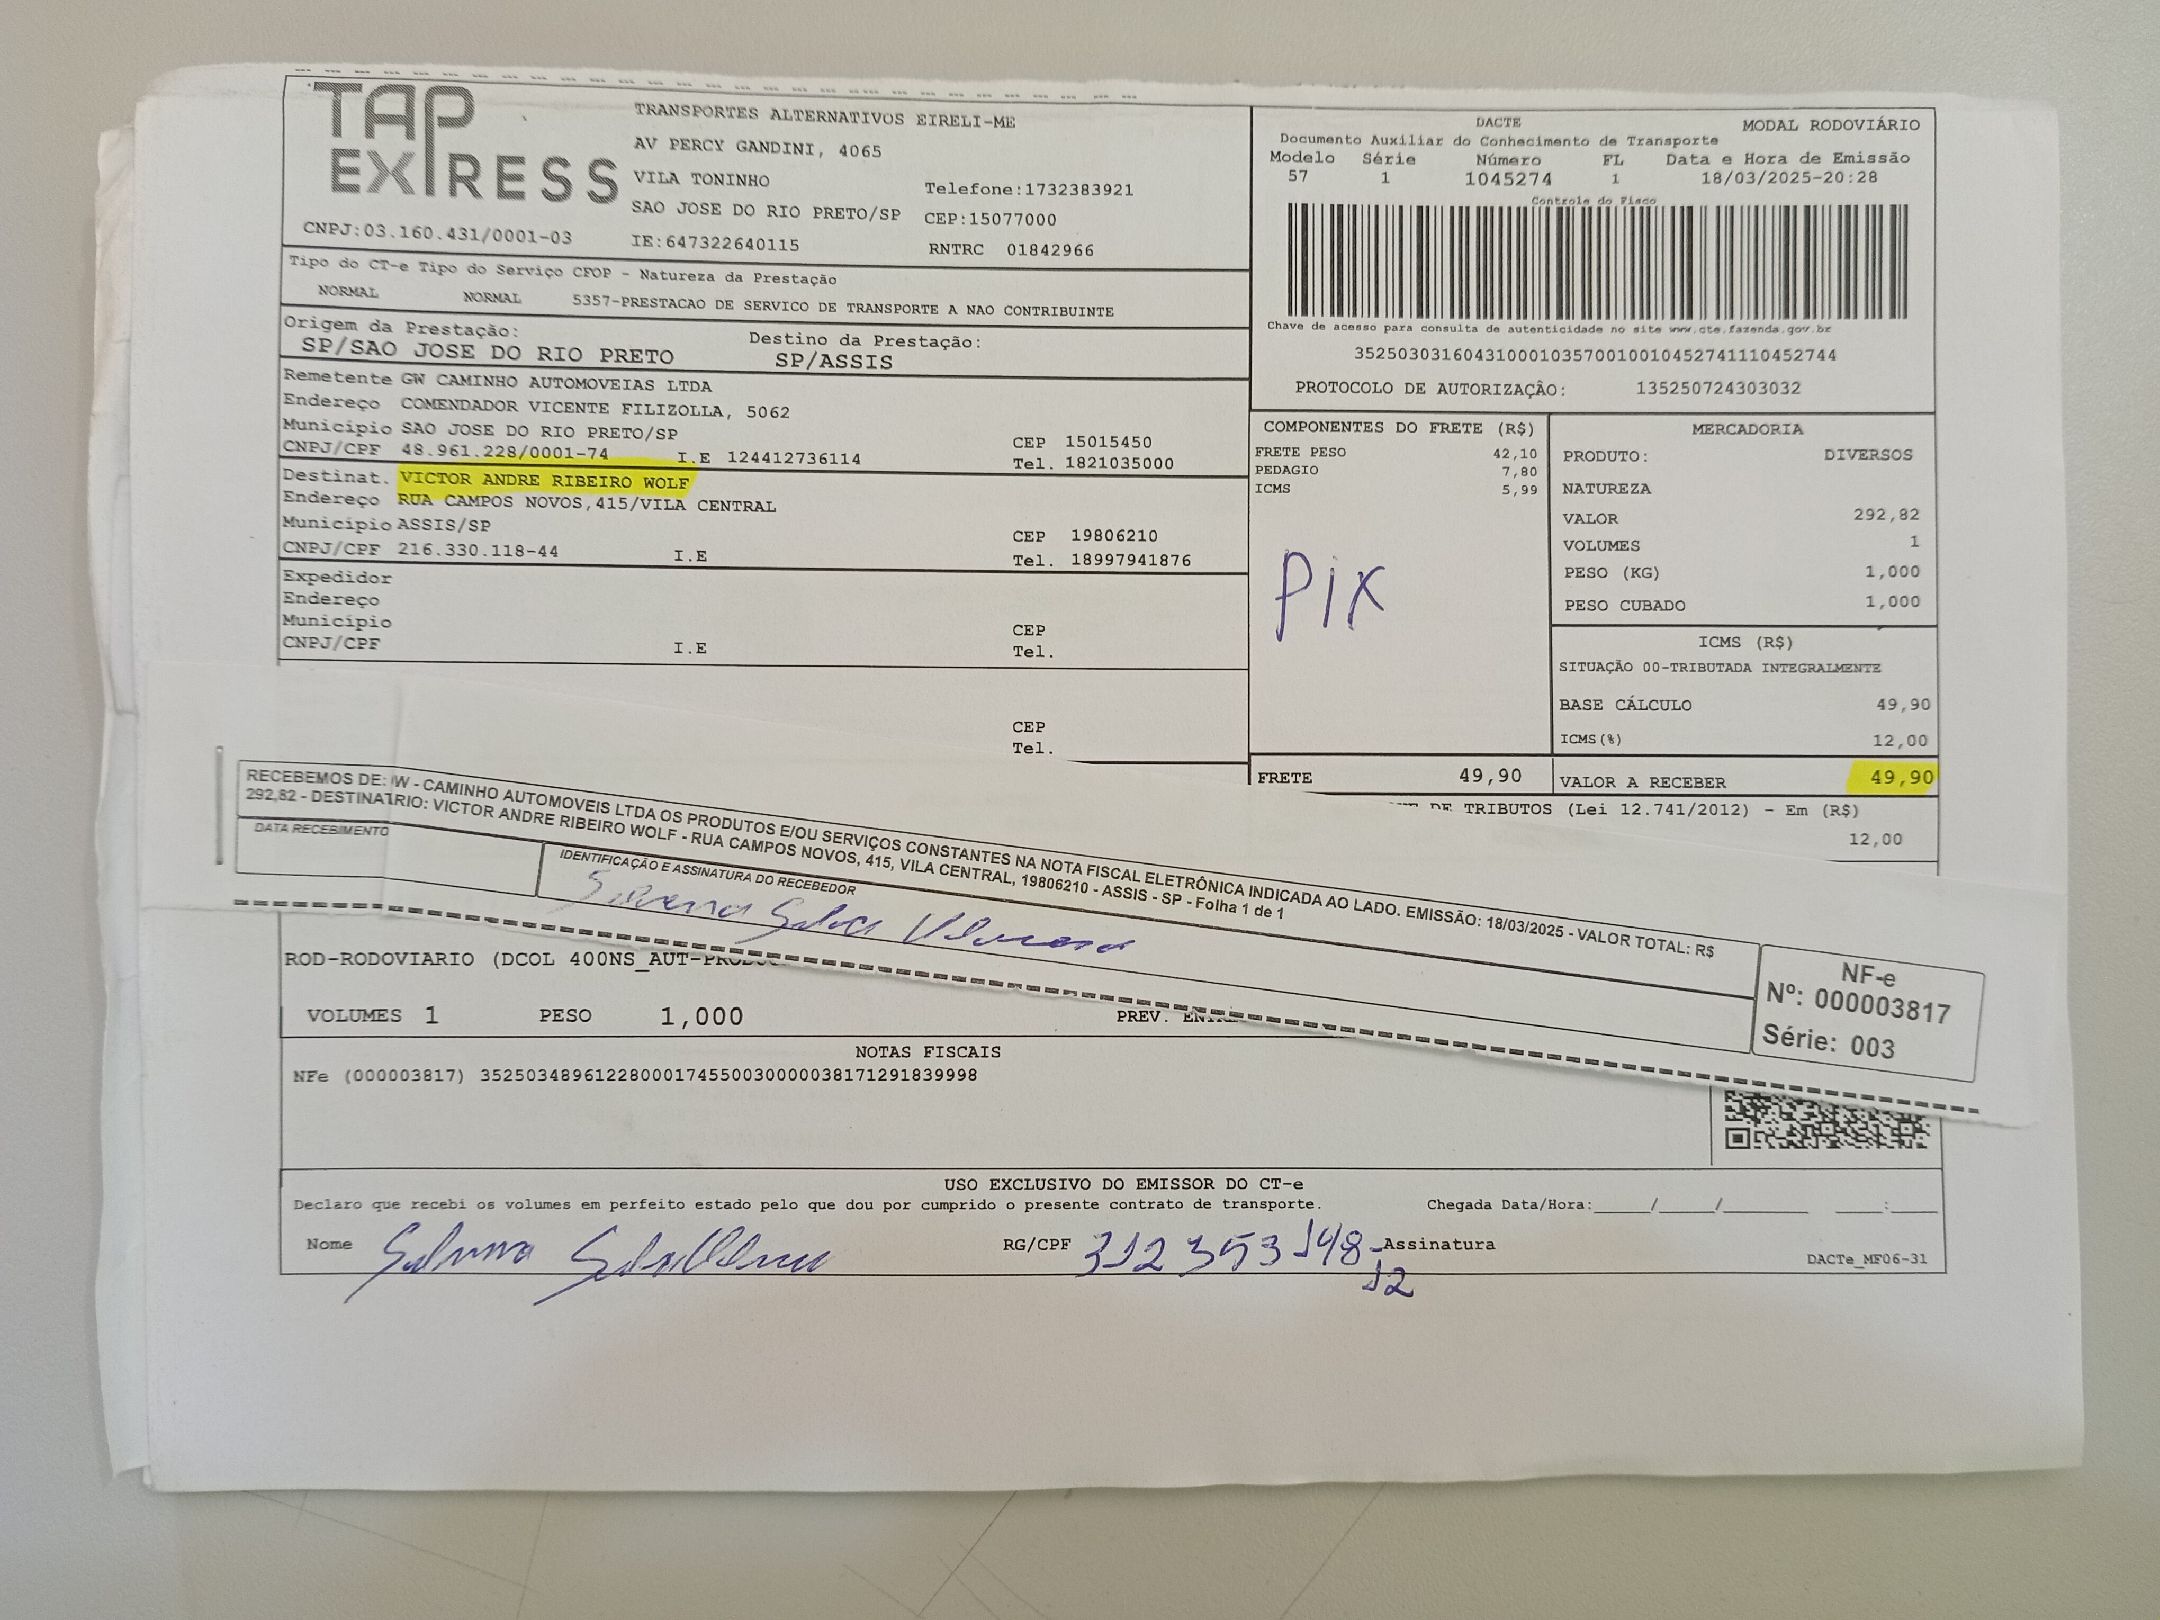 TAP EXPRESS
TRANSPORTES ALTERNATIVOS EIRELI-ME
AV PERCY GANDINI, 4065
VILA TONINHO Telefone:1732383921
SAO JOSE DO RIO PRETO/SP CEP:15077000
CNPJ:03.160.431/0001-03 IE:647322640115 RNTRC 01842966
DACTE MODAL RODOVIÁRIO
Documento Auxiliar do Conhecimento de Transporte
Modelo Série Número FL Data e Hora de Emissão
57 1 1045274 1 18/03/2025-20:28
Controle do Fisco
Chave de acesso para consulta de autenticidade no site www.cte.fazenda.gov.br
35250303160431000103570010010452741110452744
PROTOCOLO DE AUTORIZAÇÃO: 135250724303032
Tipo do CT-e Tipo do Serviço CFOP - Natureza da Prestação
NORMAL NORMAL 5357-PRESTACAO DE SERVICO DE TRANSPORTE A NAO CONTRIBUINTE
Origem da Prestação: Destino da Prestação:
SP/SAO JOSE DO RIO PRETO SP/ASSIS
Remetente GW CAMINHO AUTOMOVEIAS LTDA
Endereço COMENDADOR VICENTE FILIZOLLA, 5062
Município SAO JOSE DO RIO PRETO/SP CEP 15015450
CNPJ/CPF 48.961.228/0001-74 I.E 124412736114 Tel. 1821035000
Destinat. VICTOR ANDRE RIBEIRO WOLF
Endereço RUA CAMPOS NOVOS,415/VILA CENTRAL
Município ASSIS/SP CEP 19806210
CNPJ/CPF 216.330.118-44 I.E Tel. 18997941876
Expedidor
Endereço
Município CEP
CNPJ/CPF I.E Tel.
CEP
Tel.
COMPONENTES DO FRETE (R$)
FRETE PESO 42,10
PEDAGIO 7,80
ICMS 5,99
Pix
MERCADORIA
PRODUTO: DIVERSOS
NATUREZA
VALOR 292,82
VOLUMES 1
PESO (KG) 1,000
PESO CUBADO 1,000
ICMS (R$)
SITUAÇÃO 00-TRIBUTADA INTEGRALMENTE
BASE CÁLCULO 49,90
ICMS(%) 12,00
FRETE 49,90 VALOR A RECEBER 49,90
DE TRIBUTOS (Lei 12.741/2012) - Em (R$)
12,00
RECEBEMOS DE: W - CAMINHO AUTOMOVEIS LTDA OS PRODUTOS E/OU SERVIÇOS CONSTANTES NA NOTA FISCAL ELETRÔNICA INDICADA AO LADO. EMISSÃO: 18/03/2025 - VALOR TOTAL: R$
292,82 - DESTINATRIO: VICTOR ANDRE RIBEIRO WOLF - RUA CAMPOS NOVOS, 415, VILA CENTRAL, 19806210 - ASSIS - SP - Folha 1 de 1
DATA RECEBIMENTO IDENTIFICAÇÃO E ASSINATURA DO RECEBEDOR
NF-e
Nº: 000003817
Série: 003
ROD-RODOVIARIO (DCOL 400NS_AUT-
VOLUMES 1 PESO 1,000 PREV.
NOTAS FISCAIS
NFe (000003817) 35250348961228000174550030000038171291839998
USO EXCLUSIVO DO EMISSOR DO CT-e
Declaro que recebi os volumes em perfeito estado pelo que dou por cumprido o presente contrato de transporte. Chegada Data/Hora:_____/_____/________ ____:____
Nome RG/CPF 312 353 148- Assinatura
12
DACTe_MF06-31